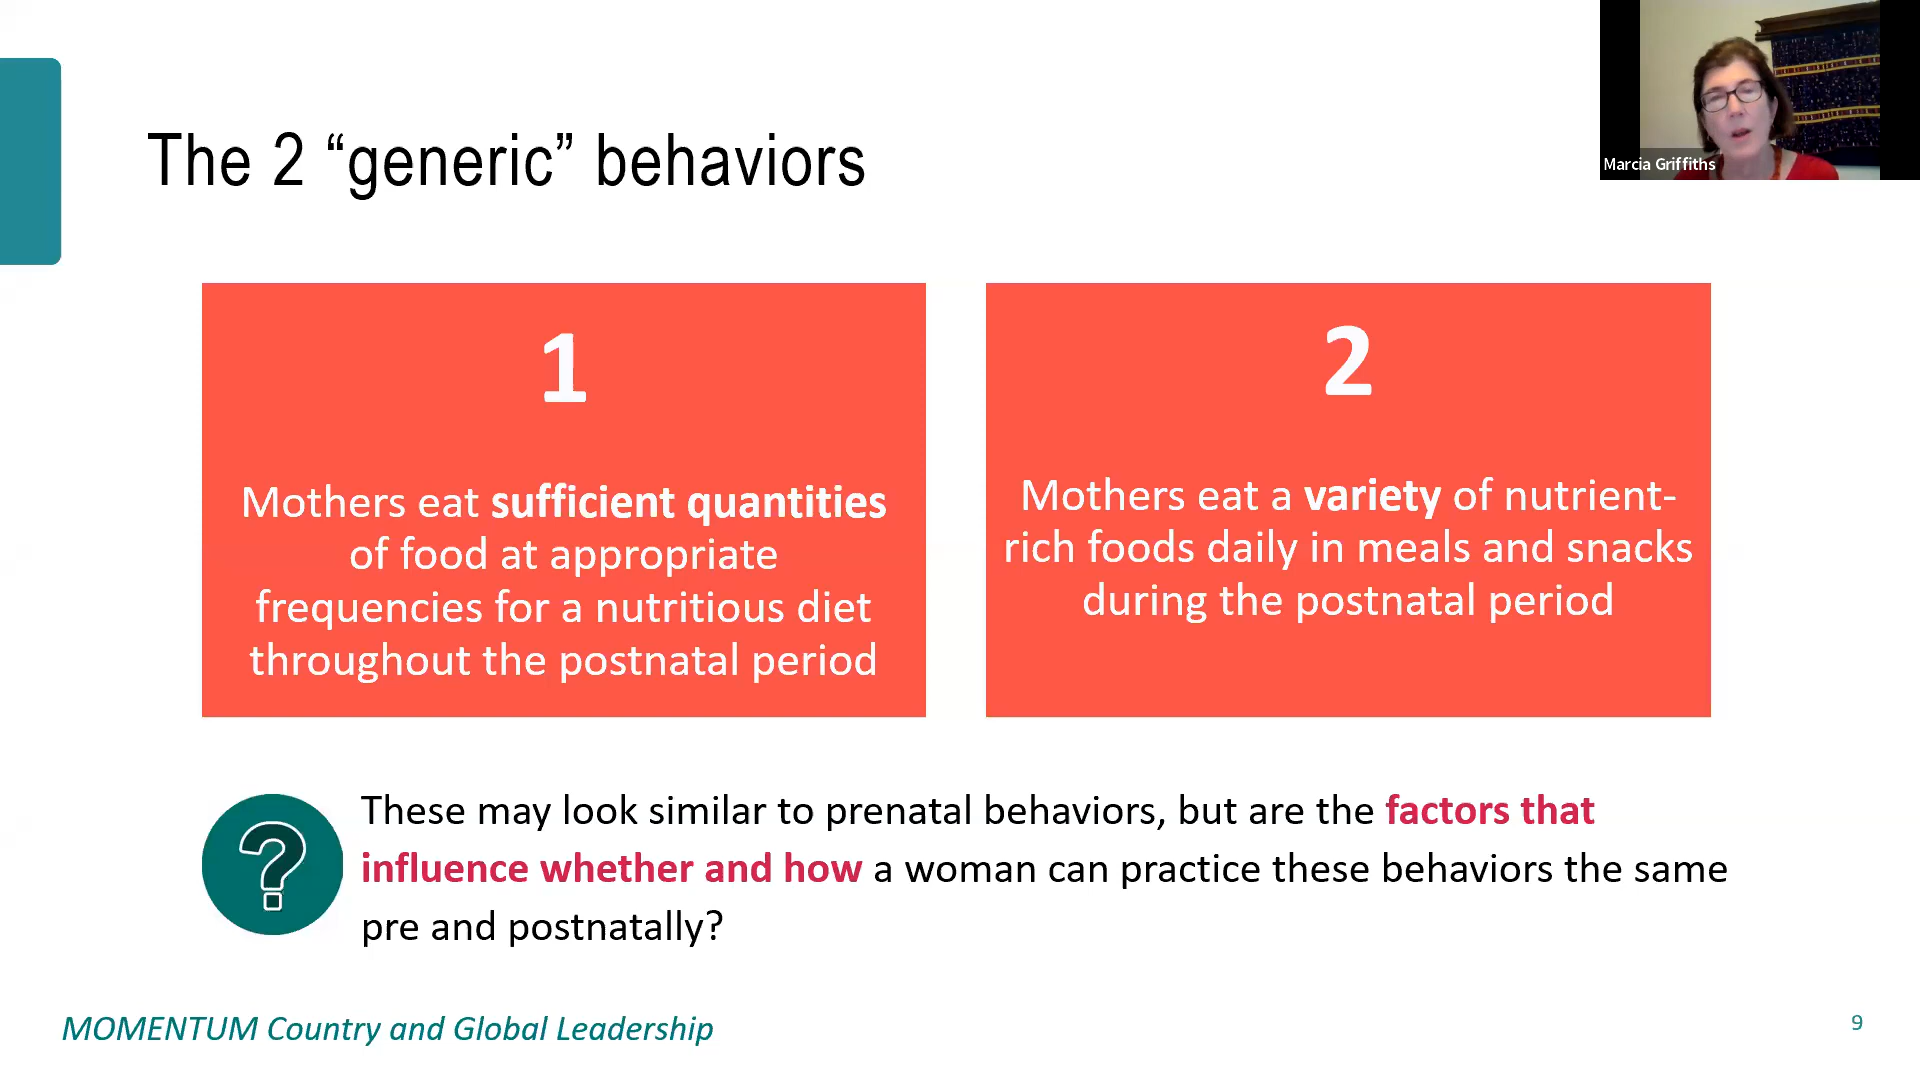 The 2 “generic” behaviors
Marcia Griffiths
1
Mothers eat sufficient quantities
of food at appropriate
frequencies for a nutritious diet
throughout the postnatal period
2
Mothers eat a variety of nutrient-
rich foods daily in meals and snacks
during the postnatal period
?
These may look similar to prenatal behaviors, but are the factors that
influence whether and how a woman can practice these behaviors the same
pre and postnatally?
MOMENTUM Country and Global Leadership
9